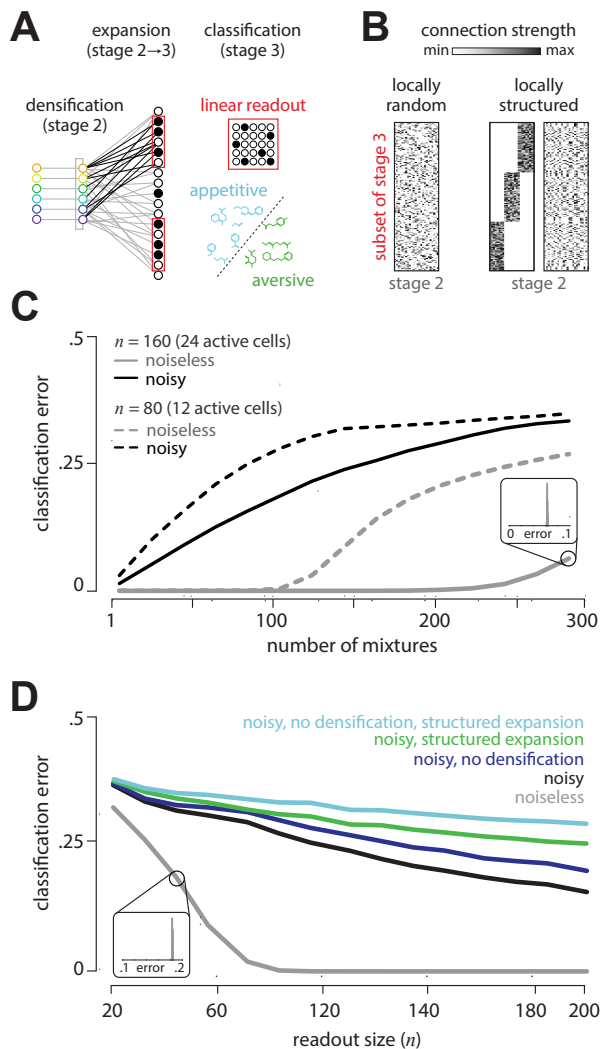 A
expansion
(stage 2→3)
classification
(stage 3)
densification
(stage 2)
linear readout
appetitive
aversive
B
connection strength
min
max
locally
random
locally
structured
subset of stage 3
stage 2
stage 2
C
classification error
.5
.25
0
n = 160 (24 active cells)
noiseless
noisy
n = 80 (12 active cells)
noiseless
noisy
0 error .1
1
100
200
300
number of mixtures
D
classification error
.5
.25
0
noisy, no densification, structured expansion
noisy, structured expansion
noisy, no densification
noisy
noiseless
.1 error .2
20
60
120
140
180
200
readout size (n)